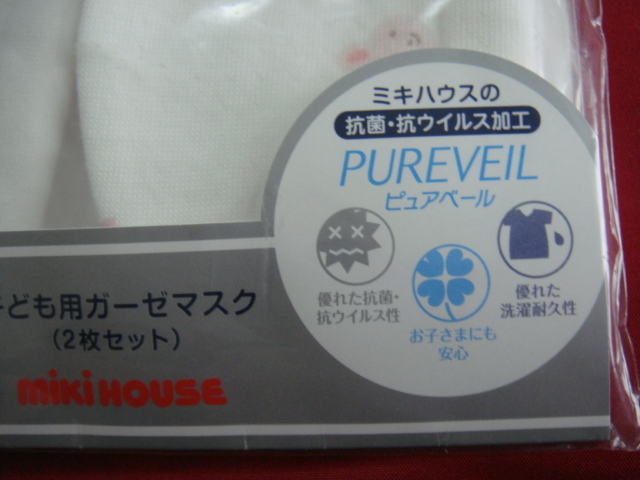 ミキハウスの
抗菌・抗ウイルス加工
PUREVEIL
ピュアベール
優れた抗菌・
抗ウイルス性
お子さまにも
安心
優れた
洗濯耐久性
子ども用ガーゼマスク
(2枚セット)
miki HOUSE